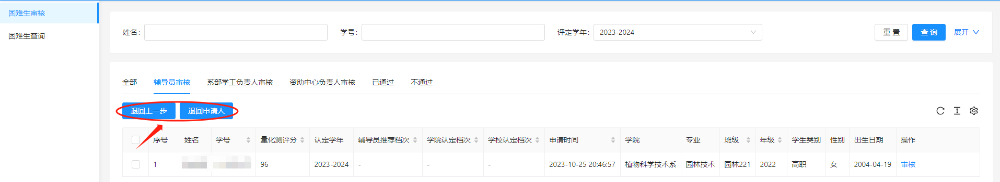 困难生审核
困难生查询
姓名: 学号: 评定学年: 2023-2024 重 置 查 询 展开
全部 辅导员审核 系部学工负责人审核 资助中心负责人审核 已通过 不通过
退回上一步 退回申请人
序号 姓名 学号 量化测评分 认定学年 辅导员推荐档次 学院认定档次 学校认定档次 申请时间 学院 专业 班级 年级 学生类别 性别 出生日期 操作
1 96 2023-2024 - - - 2023-10-25 20:46:57 植物科学技术系 园林技术 园林221 2022 高职 女 2004-04-19 审核